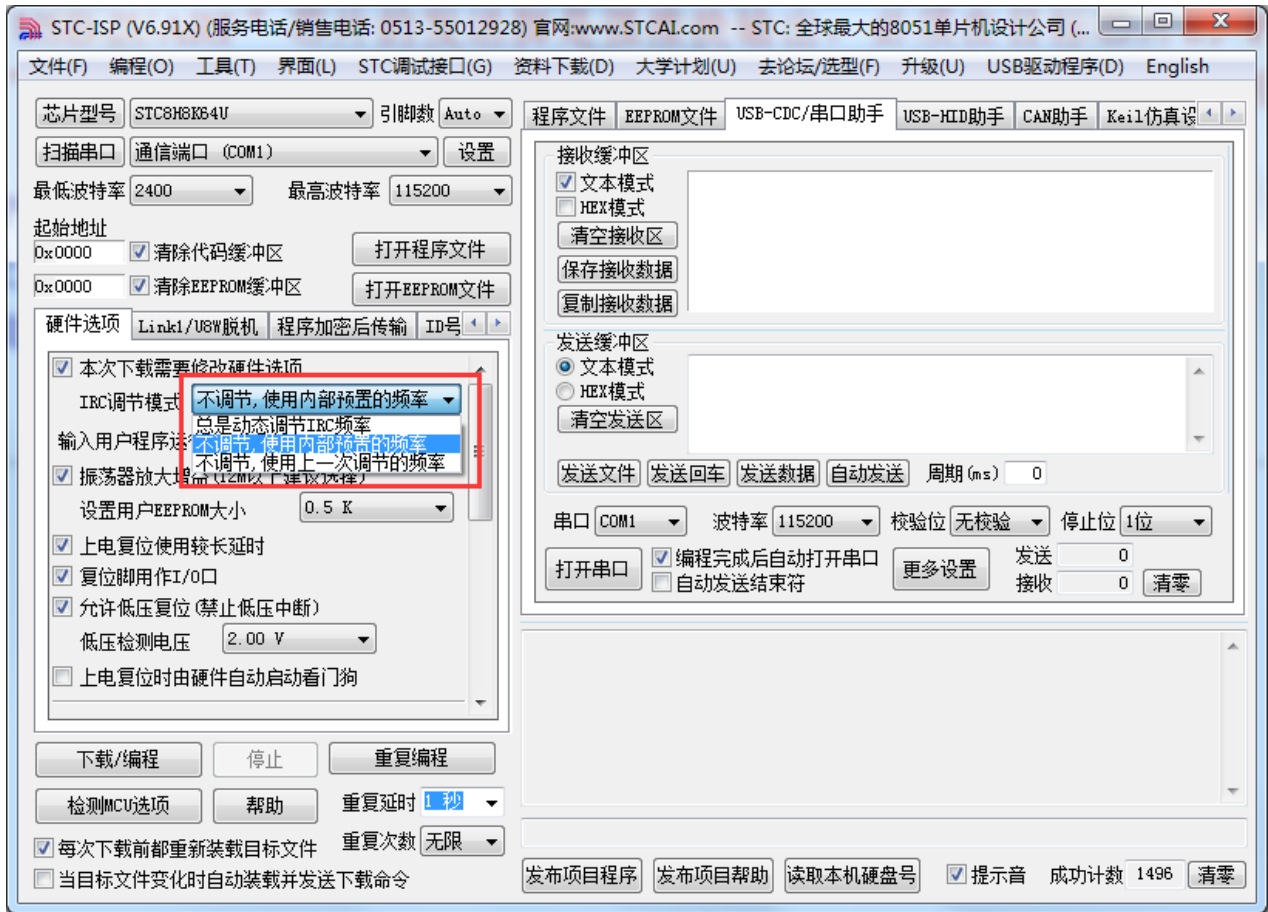 STC-ISP (V6.91X) (服务电话/销售电话: 0513-55012928) 官网:www.STCAI.com -- STC: 全球最大的8051单片机设计公司 (...
文件(F) 编程(O) 工具(T) 界面(L) STC调试接口(G) 资料下载(D) 大学计划(U) 去论坛/选型(F) 升级(U) USB驱动程序(D) English
芯片型号 STC8H8K64U 引脚数 Auto
扫描串口 通信端口 (COM1) 设置
最低波特率 2400 最高波特率 115200
起始地址
0x0000 清除代码缓冲区 打开程序文件
0x0000 清除EEPROM缓冲区 打开EEPROM文件
硬件选项 Link1/U8W脱机 程序加密后传输 ID号
本次下载需要修改硬件选项
IRC调节模式 不调节,使用内部预置的频率
总是动态调节IRC频率
输入用户程序运 不调节,使用内部预置的频率
不调节,使用上一次调节的频率
振荡器放大增益(12M以上建议选择)
设置用户EEPROM大小 0.5 K
上电复位使用较长延时
复位脚用作I/O口
允许低压复位(禁止低压中断)
低压检测电压 2.00 V
上电复位时由硬件自动启动看门狗
下载/编程 停止 重复编程
检测MCU选项 帮助 重复延时 1 秒
每次下载前都重新装载目标文件 重复次数 无限
当目标文件变化时自动装载并发送下载命令
程序文件 EEPROM文件 USB-CDC/串口助手 USB-HID助手 CAN助手 Keil仿真设
接收缓冲区
文本模式
HEX模式
清空接收区
保存接收数据
复制接收数据
发送缓冲区
文本模式
HEX模式
清空发送区
发送文件 发送回车 发送数据 自动发送 周期(ms) 0
串口 COM1 波特率 115200 校验位 无校验 停止位 1位
打开串口 编程完成后自动打开串口 更多设置 发送 0
自动发送结束符 接收 0 清零
发布项目程序 发布项目帮助 读取本机硬盘号 提示音 成功计数 1496 清零